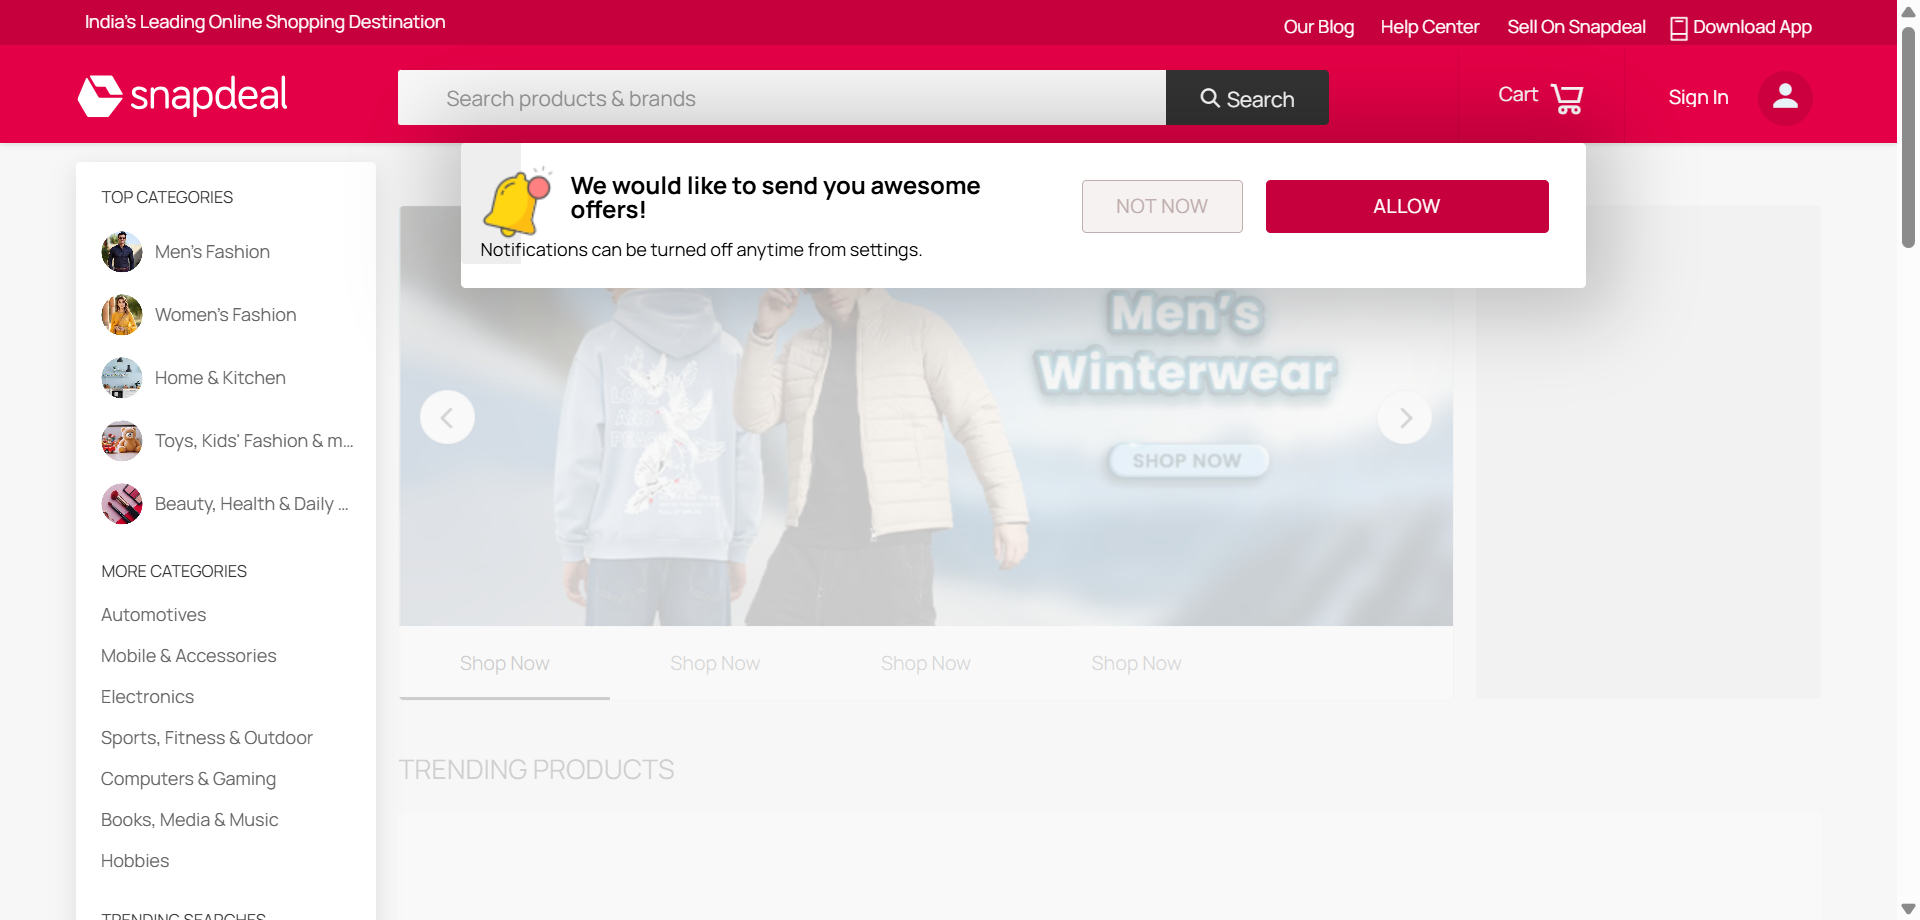 India's Leading Online Shopping Destination
Our Blog
Help Center
Sell On Snapdeal
Download App
snapdeal
Search products & brands
Search
Cart
Sign In
We would like to send you awesome
offers!
Notifications can be turned off anytime from settings.
NOT NOW
ALLOW
TOP CATEGORIES
Men's Fashion
Women's Fashion
Home & Kitchen
Toys, Kids' Fashion & m...
Beauty, Health & Daily ...
MORE CATEGORIES
Automotives
Mobile & Accessories
Electronics
Sports, Fitness & Outdoor
Computers & Gaming
Books, Media & Music
Hobbies
TRENDING SEARCHES
Men's
Winterwear
SHOP NOW
LOVE
AND
PEACE
Shop Now
Shop Now
Shop Now
Shop Now
TRENDING PRODUCTS